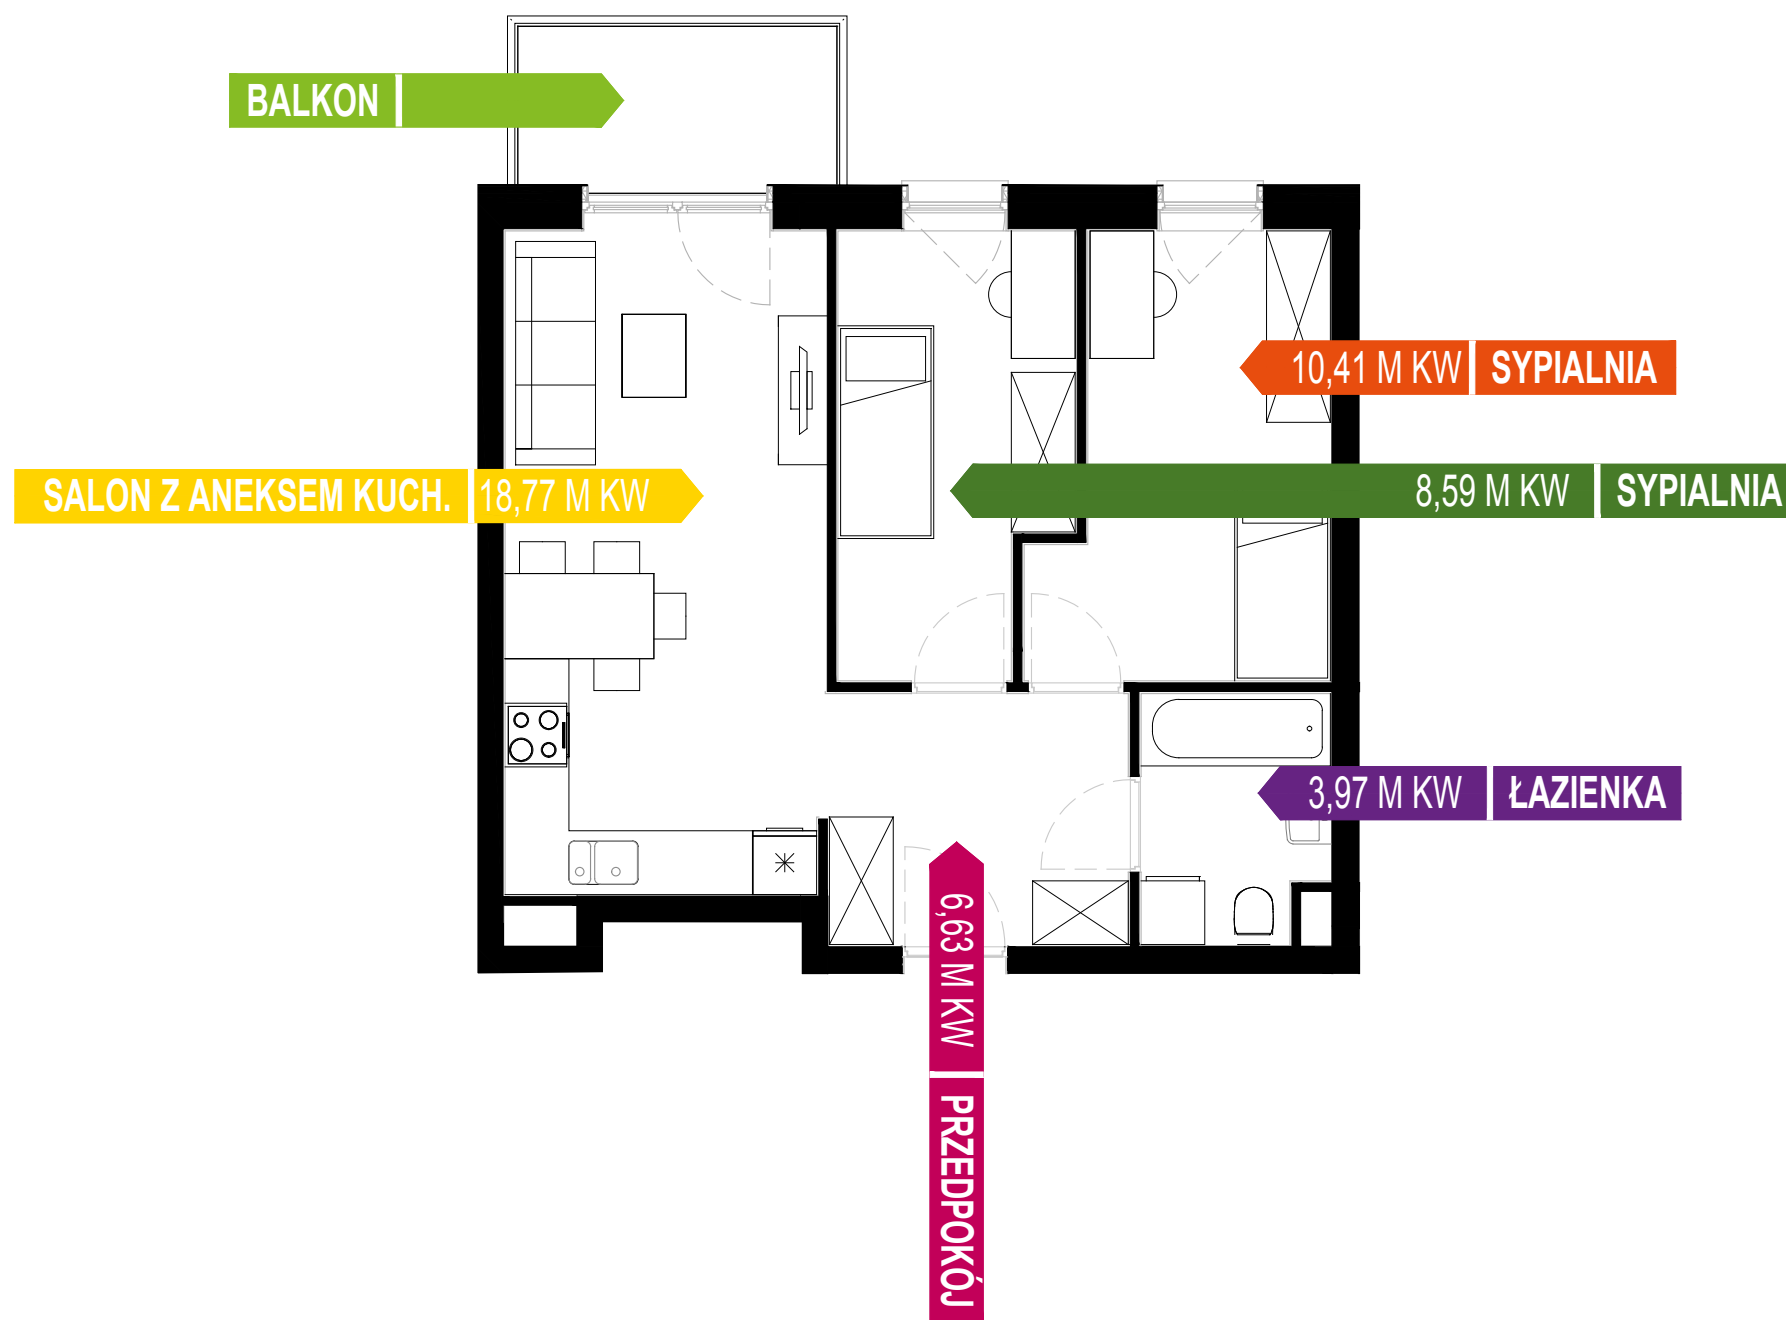 BALKON
10,41 M KW SYPIALNIA
SALON Z ANEKSEM KUCH. 18,77 M KW
8,59 M KW SYPIALNIA
3,97 M KW ŁAZIENKA
6,63 M KW PRZEDPOKÓJ